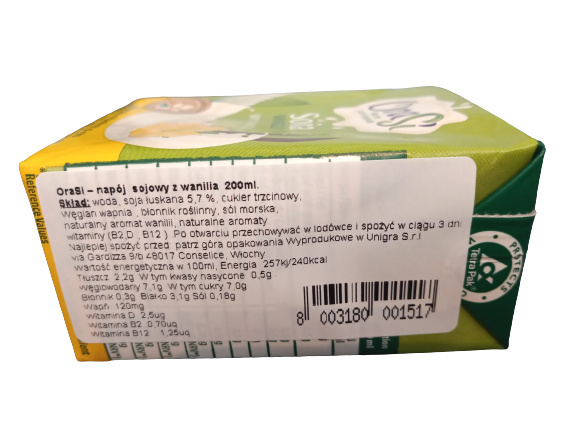 OraSi
Soia
Reference Values
OraSi – napój sojowy z wanilia 200ml.
Skład: woda, soja łuskana 5,7 %, cukier trzcinowy,
Węglan wapnia , błonnik roślinny, sól morska,
naturalny aromat wanilii, naturalne aromaty
witaminy (B2,D , B12 ) Po otwarciu przechowywać w lodówce i spożyć w ciągu 3 dni
Najlepiej spożyć przed patrz góra opakowania Wyprodukowe w Unigra S.r.l
via Gardizza 9/b 48017 Conselice, Włochy
Wartość energetyczna w 100ml, Energia 257kj/240kcal
Tłuszcz 2,2g W tym kwasy nasycone 0,5g
Węglowodany 7,1g W tym cukry 7,0g
Błonnik 0,3g Białko 3,1g Sól 0,18g
Wapń 120mg
Witamina D 2,5ug
Witamina B2 0,70ug
Witamina B12 1,25ug
8 003180 001517
PROTECTS
Tetra Pak